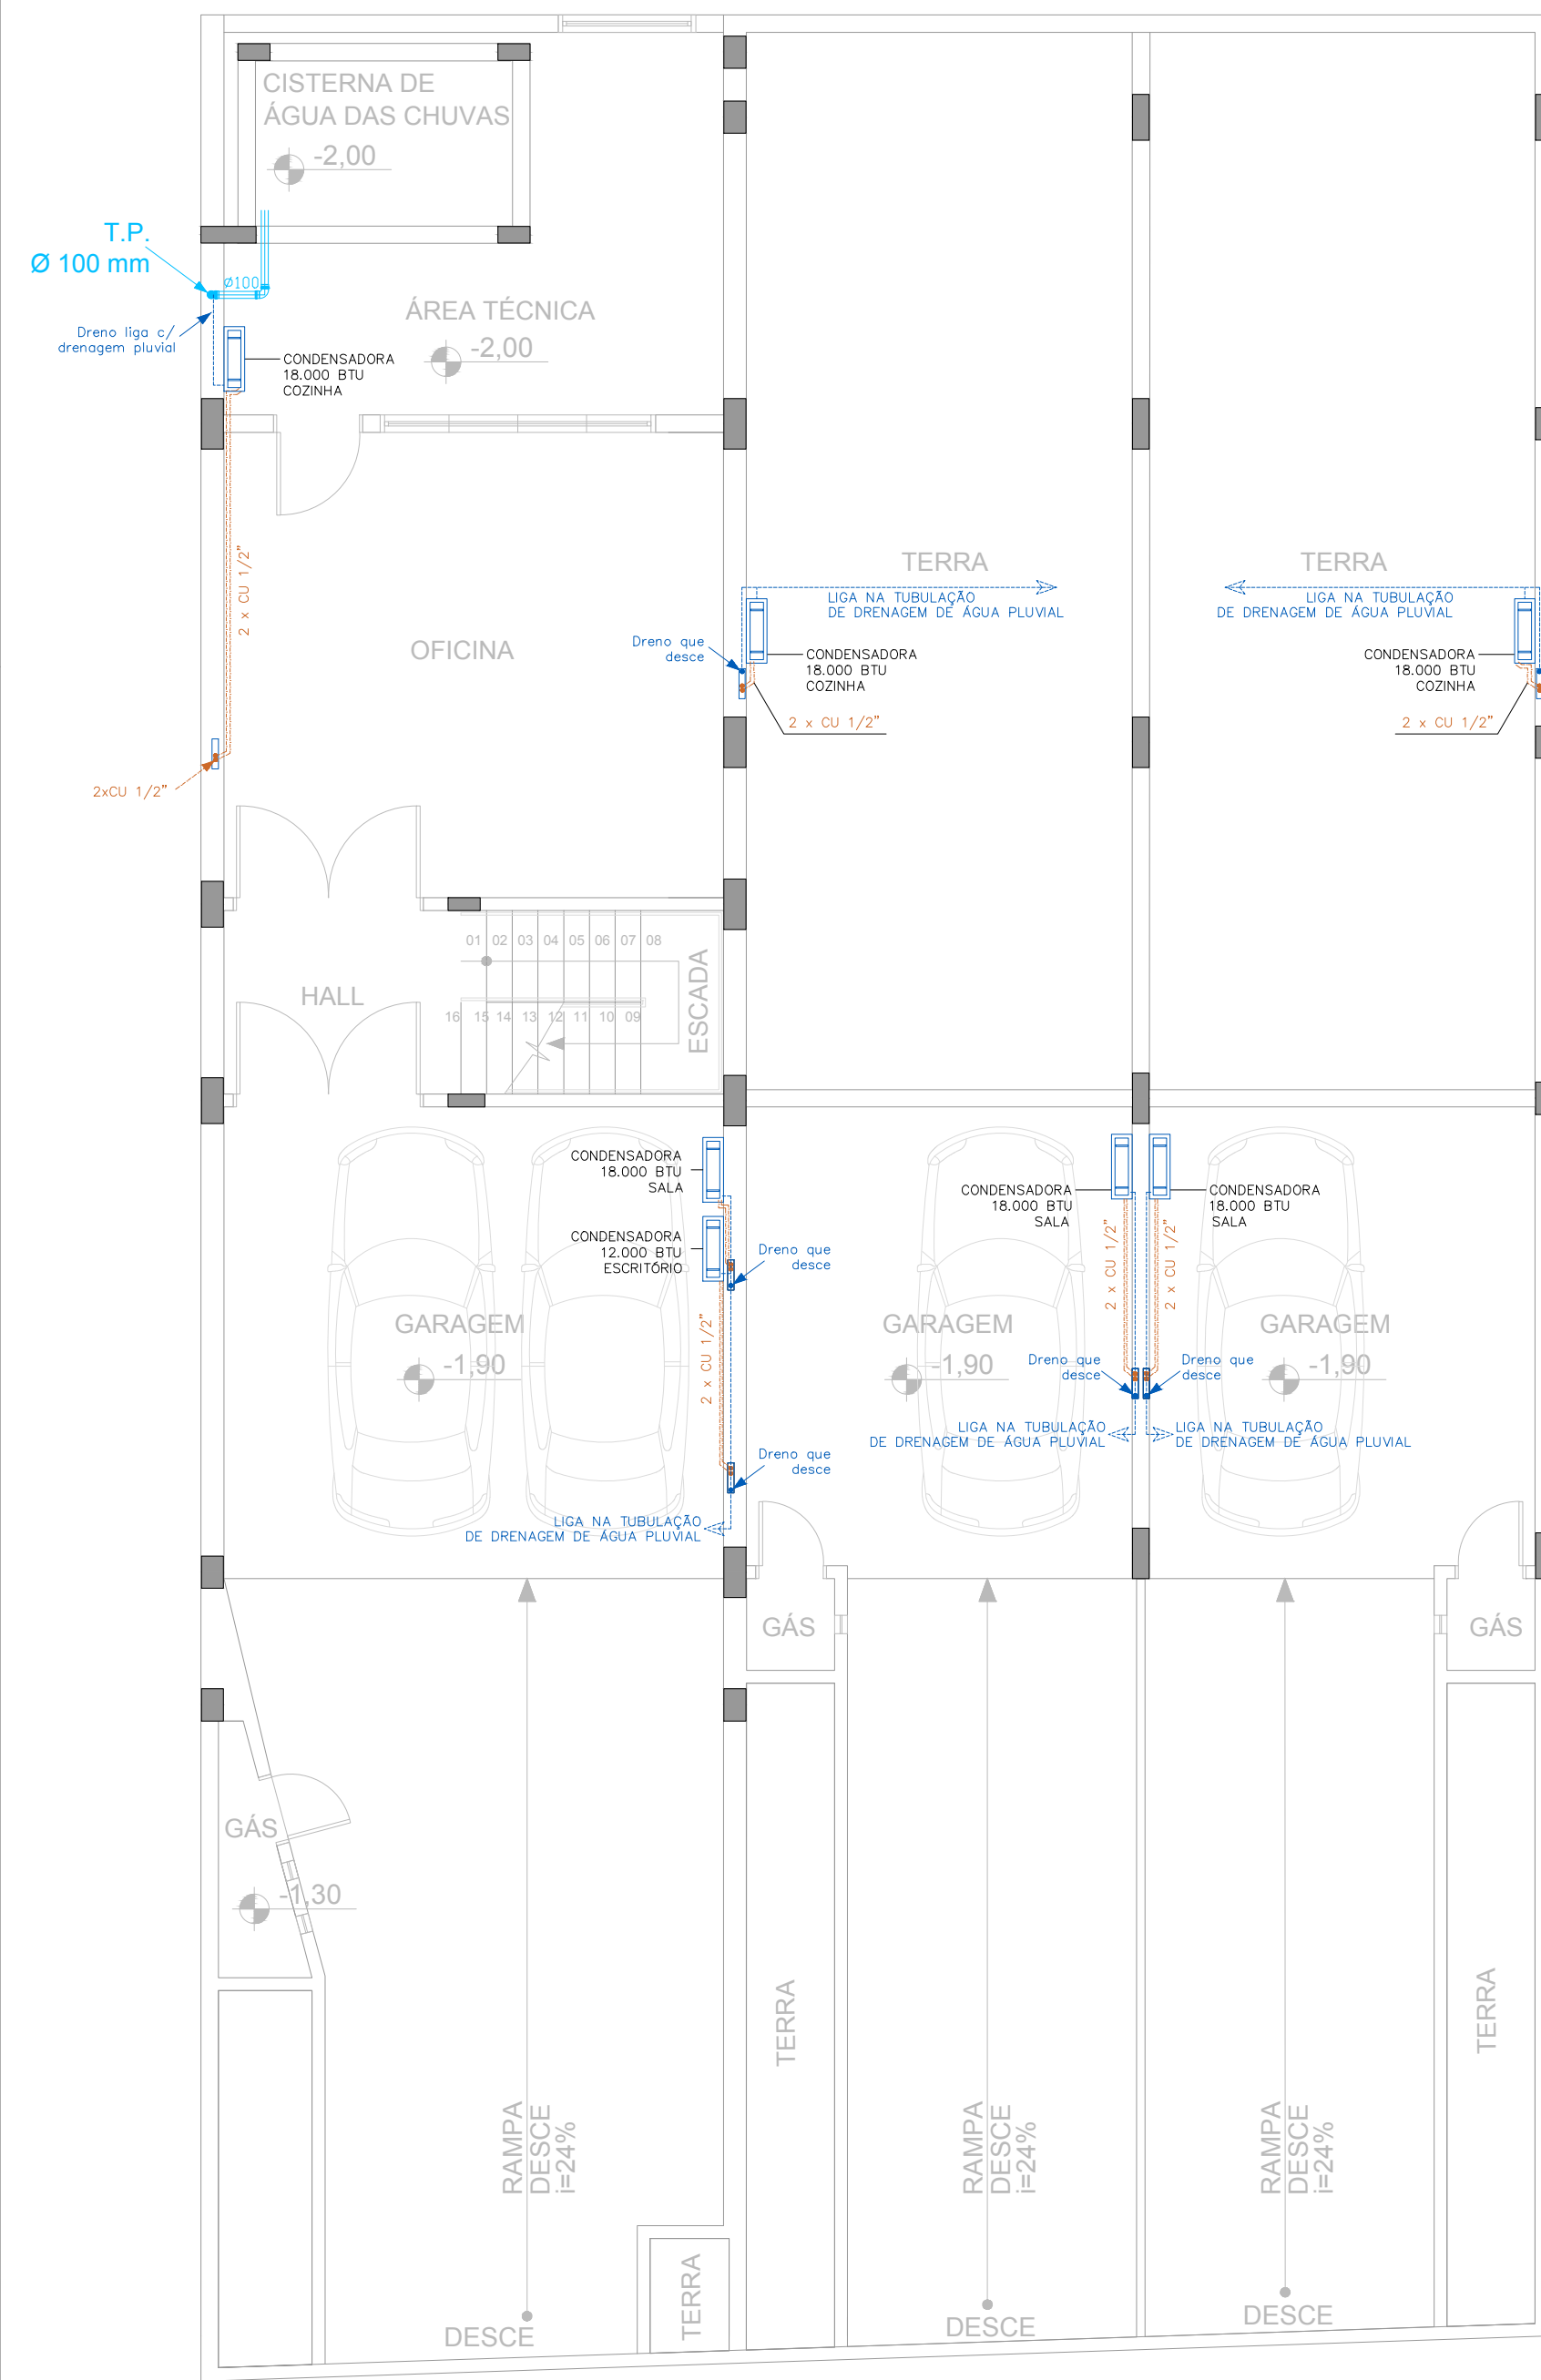 CISTERNA DE
ÁGUA DAS CHUVAS
-2,00
T.P.
Ø 100 mm
Ø100
Dreno liga c/
drenagem pluvial
ÁREA TÉCNICA
-2,00
CONDENSADORA
18.000 BTU
COZINHA
2 x CU 1/2"
OFICINA
2xCU 1/2"
TERRA
LIGA NA TUBULAÇÃO
DE DRENAGEM DE ÁGUA PLUVIAL
Dreno que
desce
CONDENSADORA
18.000 BTU
COZINHA
2 x CU 1/2"
TERRA
LIGA NA TUBULAÇÃO
DE DRENAGEM DE ÁGUA PLUVIAL
CONDENSADORA
18.000 BTU
COZINHA
2 x CU 1/2"
01 02 03 04 05 06 07 08
HALL
ESCADA
16 15 14 13 12 11 10 09
CONDENSADORA
18.000 BTU
SALA
CONDENSADORA
12.000 BTU
ESCRITÓRIO
Dreno que
desce
2 x CU 1/2"
GARAGEM
-1,90
Dreno que
desce
LIGA NA TUBULAÇÃO
DE DRENAGEM DE ÁGUA PLUVIAL
CONDENSADORA
18.000 BTU
SALA
2 x CU 1/2"
GARAGEM
-1,90
Dreno que
desce
LIGA NA TUBULAÇÃO
DE DRENAGEM DE ÁGUA PLUVIAL
CONDENSADORA
18.000 BTU
SALA
2 x CU 1/2"
GARAGEM
-1,90
Dreno que
desce
LIGA NA TUBULAÇÃO
DE DRENAGEM DE ÁGUA PLUVIAL
GÁS
GÁS
GÁS
-1,30
TERRA
TERRA
RAMPA
DESCE
i=24%
RAMPA
DESCE
i=24%
RAMPA
DESCE
i=24%
TERRA
DESCE
DESCE
DESCE